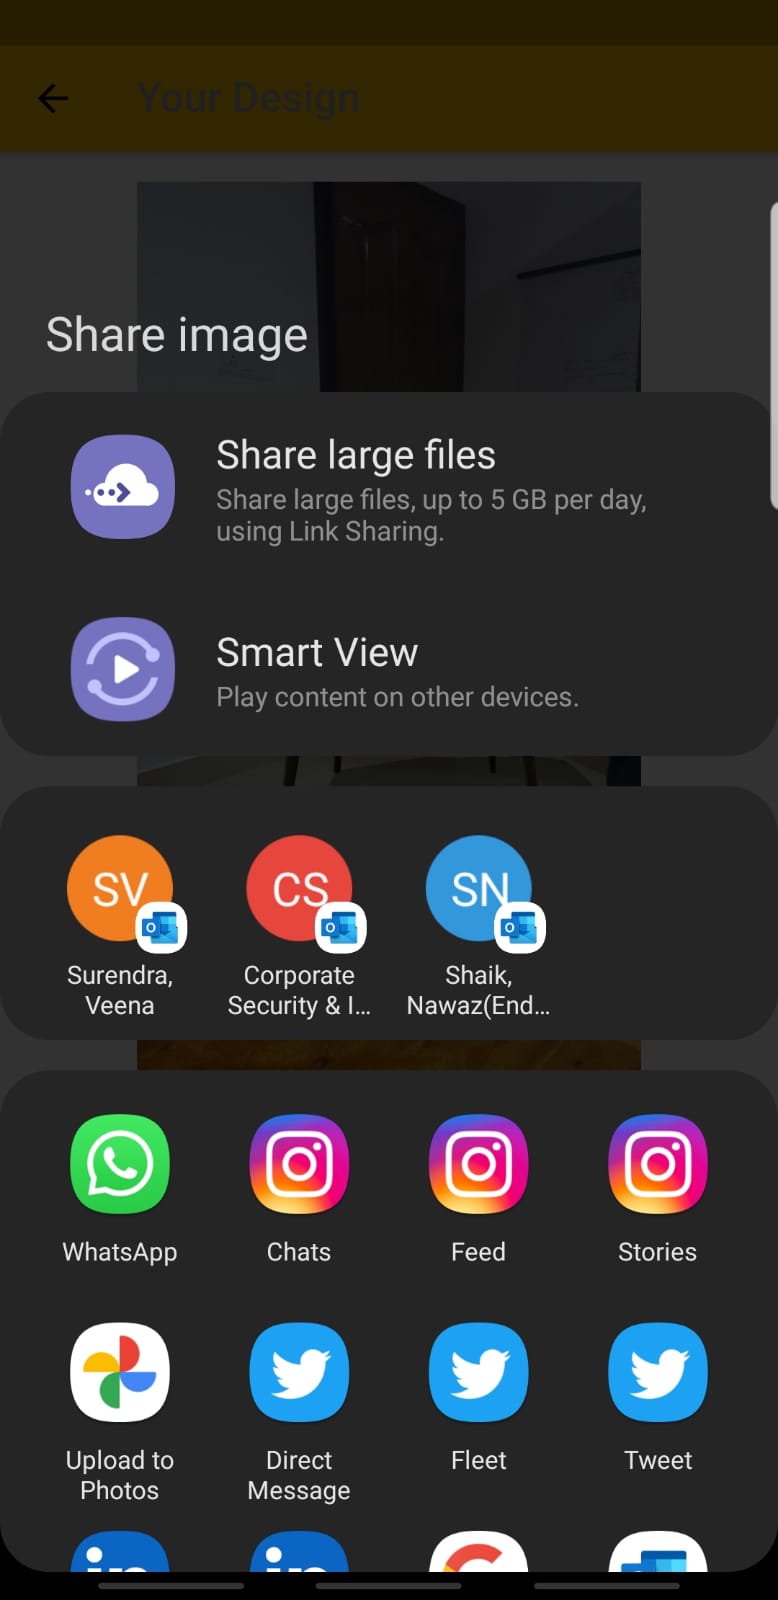 Your Design
Share image
Share large files
Share large files, up to 5 GB per day,
using Link Sharing.
Smart View
Play content on other devices.
SV
CS
SN
Surendra,
Veena
Corporate
Security & I...
Shaik,
Nawaz(End...
WhatsApp
Chats
Feed
Stories
Upload to
Photos
Direct
Message
Fleet
Tweet
in
in